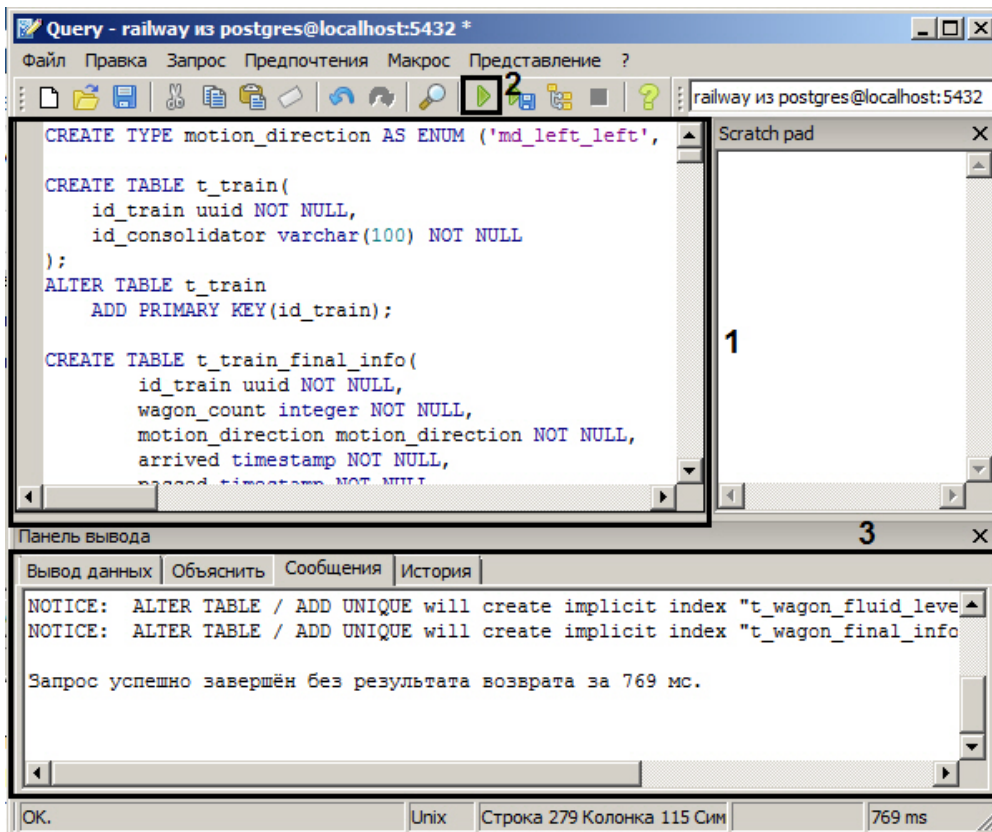 Query - railway из postgres@localhost:5432 *
Файл Правка Запрос Предпочтения Макрос Представление ?
2
railway из postgres@localhost:5432
CREATE TYPE motion_direction AS ENUM ('md_left_left',
CREATE TABLE t_train(
id_train uuid NOT NULL,
id_consolidator varchar(100) NOT NULL
);
ALTER TABLE t_train
ADD PRIMARY KEY(id_train);
CREATE TABLE t_train_final_info(
id_train uuid NOT NULL,
wagon_count integer NOT NULL,
motion_direction motion_direction NOT NULL,
arrived timestamp NOT NULL,
passed timestamp NOT NULL
Scratch pad
1
Панель вывода
3
Вывод данных Объяснить Сообщения История
NOTICE: ALTER TABLE / ADD UNIQUE will create implicit index "t_wagon_fluid_leve
NOTICE: ALTER TABLE / ADD UNIQUE will create implicit index "t_wagon_final_info
Запрос успешно завершён без результата возврата за 769 мс.
OK. Unix Строка 279 Колонка 115 Сим 769 ms